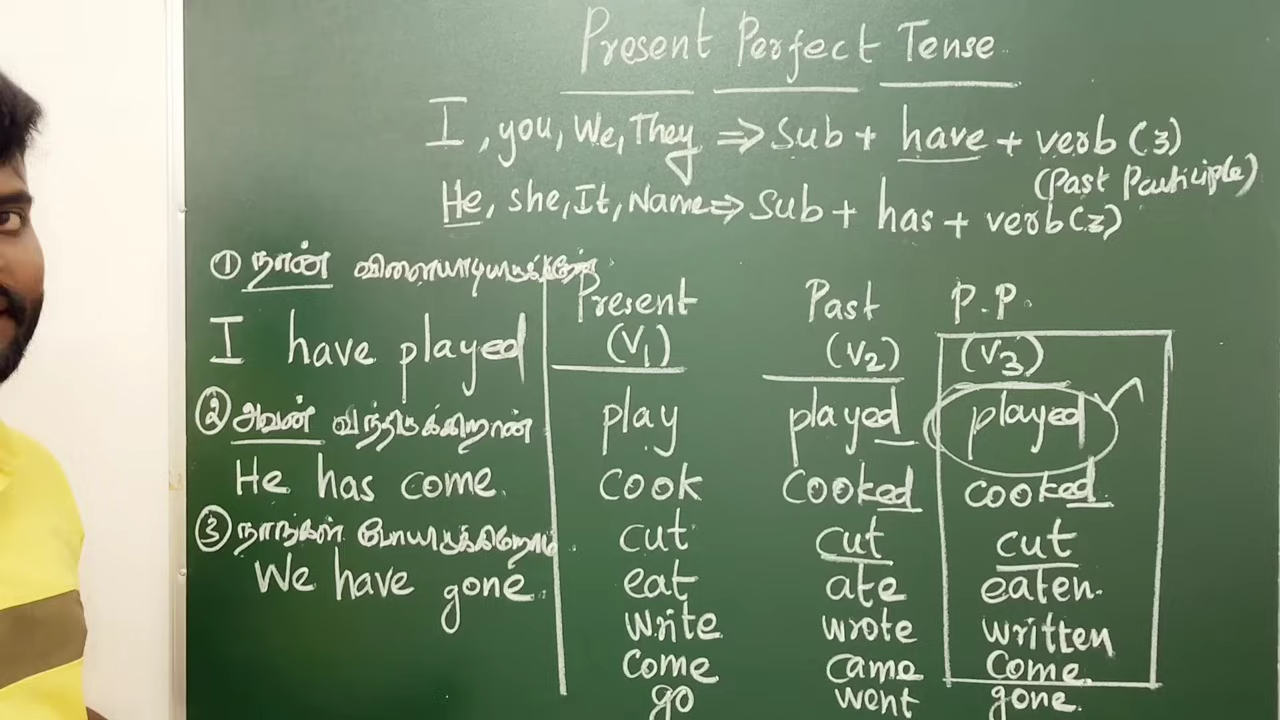 Present Perfect Tense
I, you, We, They ⇒ Sub + have + verb (3)
(Past Participle)
He, she, It, Name ⇒ Sub + has + verb (3)
① நான் விளையாடியிருக்கிறேன்
I have played
② அவன் வந்திருக்கிறான்
He has come.
③ நாங்கள் போயிருக்கிறோம்.
We have gone.
Present Past P.P.
(V1) (V2) (V3)
play played played
cook cooked cooked
cut cut cut
eat ate eaten.
write wrote written
come came come.
go went gone.